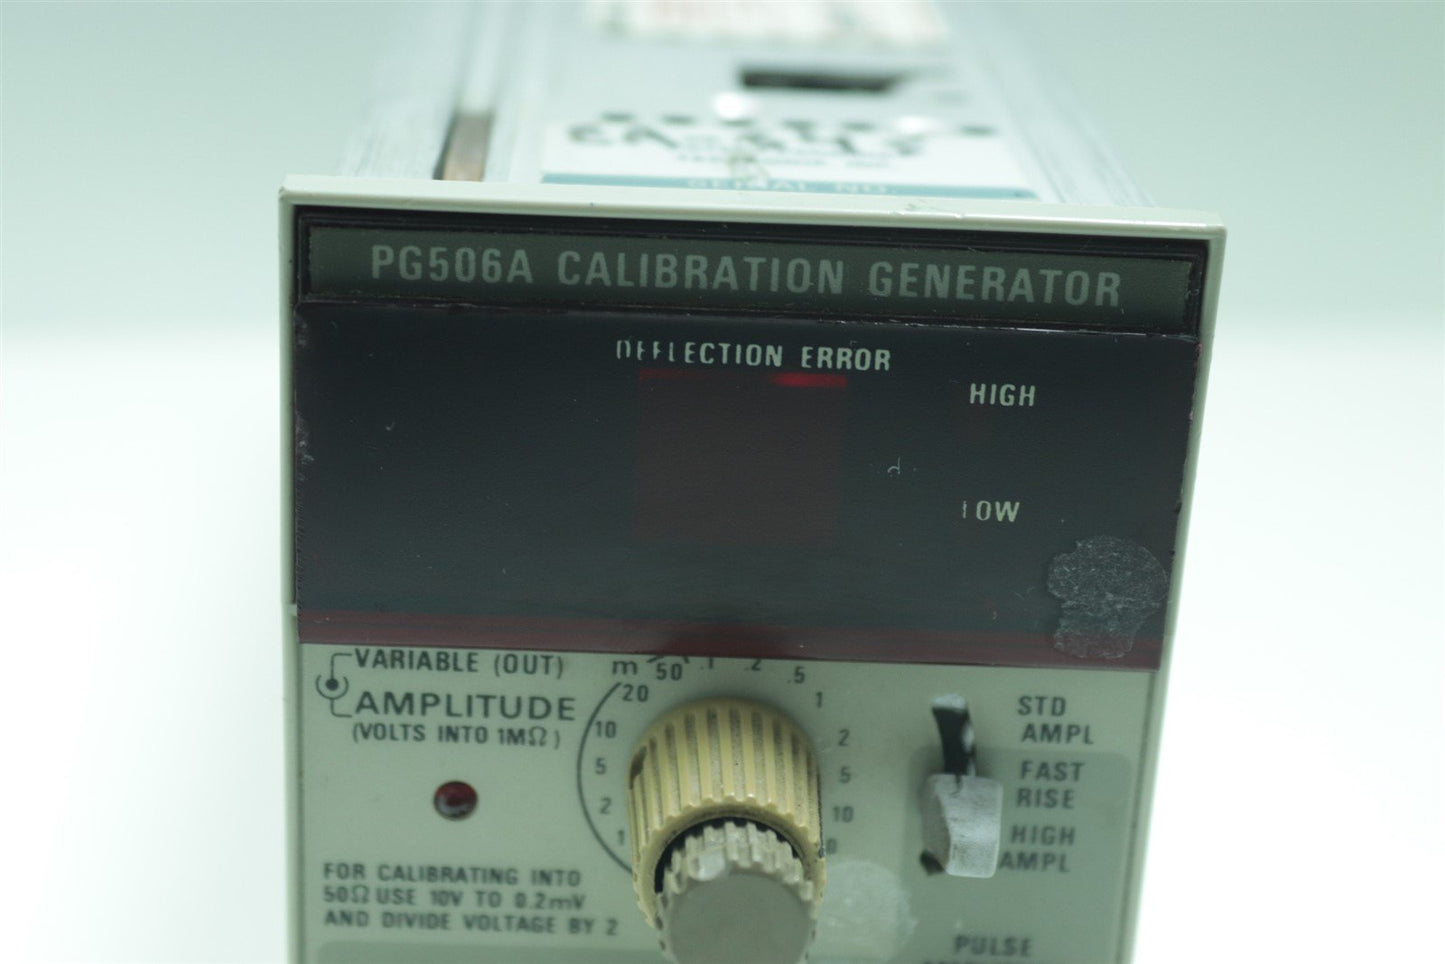 SERIAL NO
PG506A CALIBRATION GENERATOR
DEFLECTION ERROR
HIGH
LOW
VARIABLE (OUT)
AMPLITUDE
(VOLTS INTO 1MΩ)
m 50 .1 .2 .5
20 1
10 2
5 5
2 10
1
STD
AMPL
FAST
RISE
HIGH
AMPL
FOR CALIBRATING INTO
50Ω USE 10V TO 0.2mV
AND DIVIDE VOLTAGE BY 2
PULSE